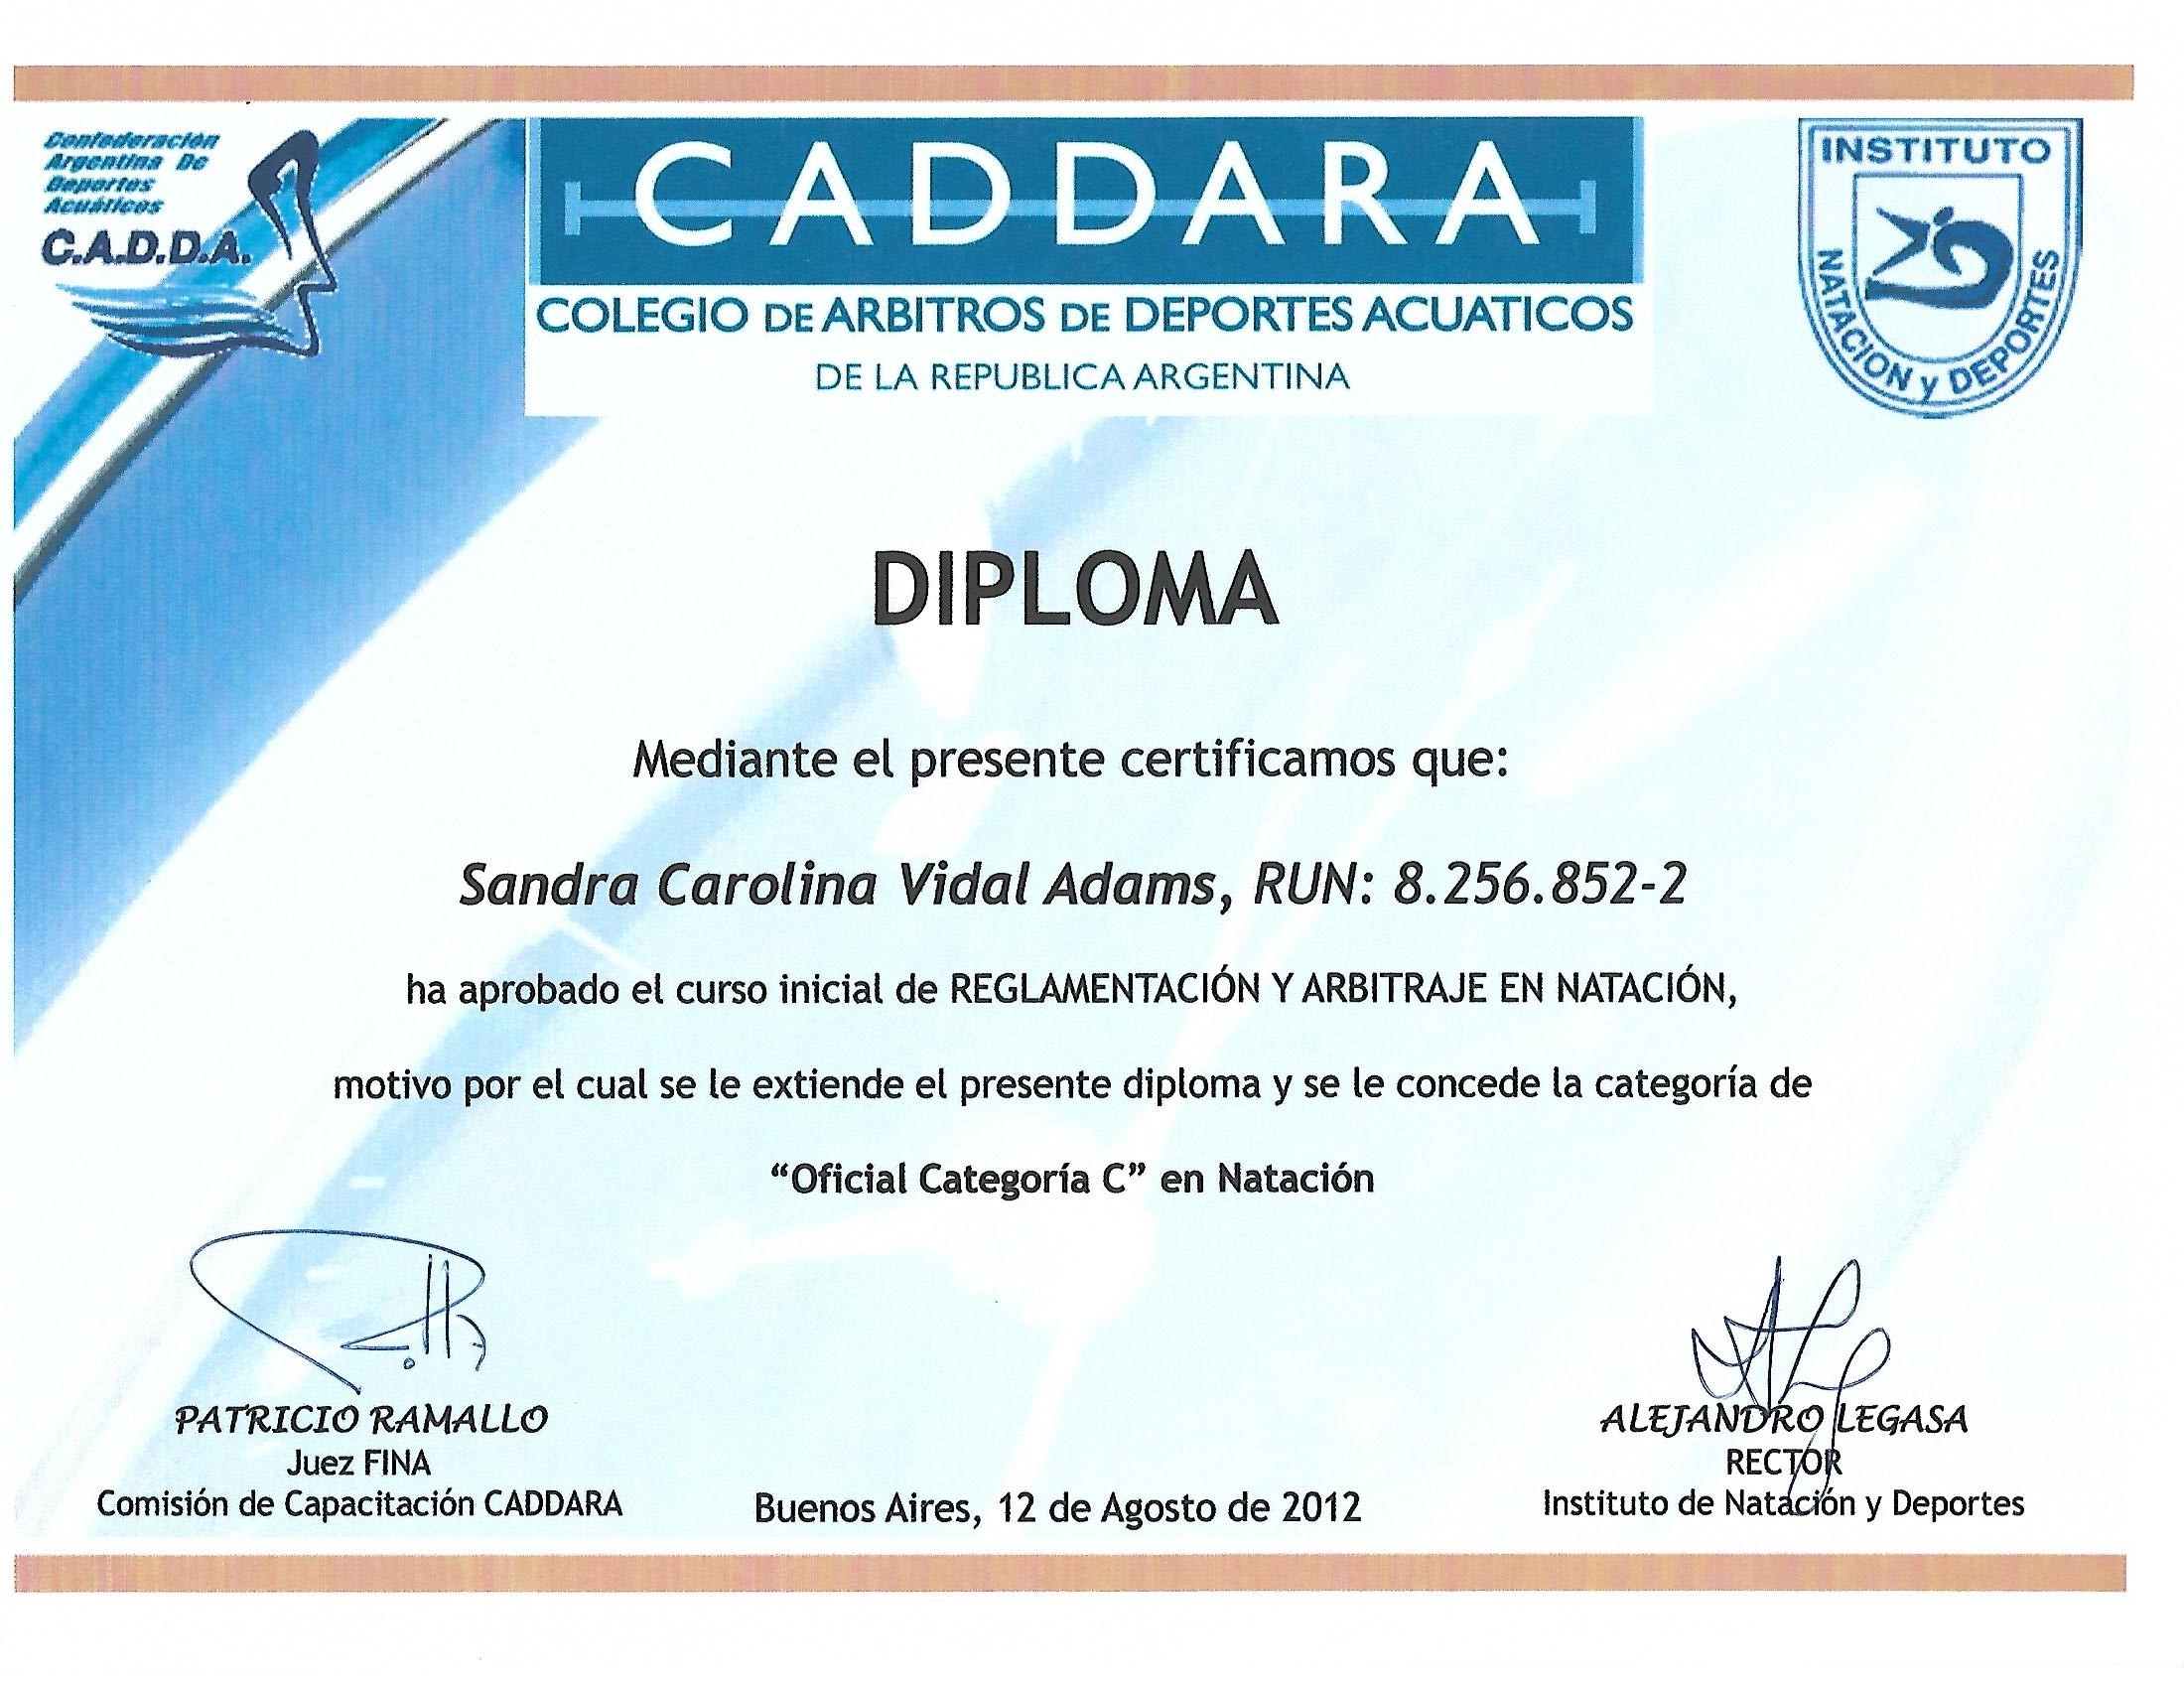 Confederación
Argentina De
Deportes
Acuáticos
C.A.D.D.A.
CADDARA
COLEGIO DE ARBITROS DE DEPORTES ACUATICOS
DE LA REPUBLICA ARGENTINA
INSTITUTO
NATACION y DEPORTES
DIPLOMA
Mediante el presente certificamos que:
Sandra Carolina Vidal Adams, RUN: 8.256.852-2
ha aprobado el curso inicial de REGLAMENTACIÓN Y ARBITRAJE EN NATACIÓN,
motivo por el cual se le extiende el presente diploma y se le concede la categoría de
“Oficial Categoría C” en Natación
PATRICIO RAMALLO
Juez FINA
Comisión de Capacitación CADDARA
Buenos Aires, 12 de Agosto de 2012
ALEJANDRO LEGASA
RECTOR
Instituto de Natación y Deportes